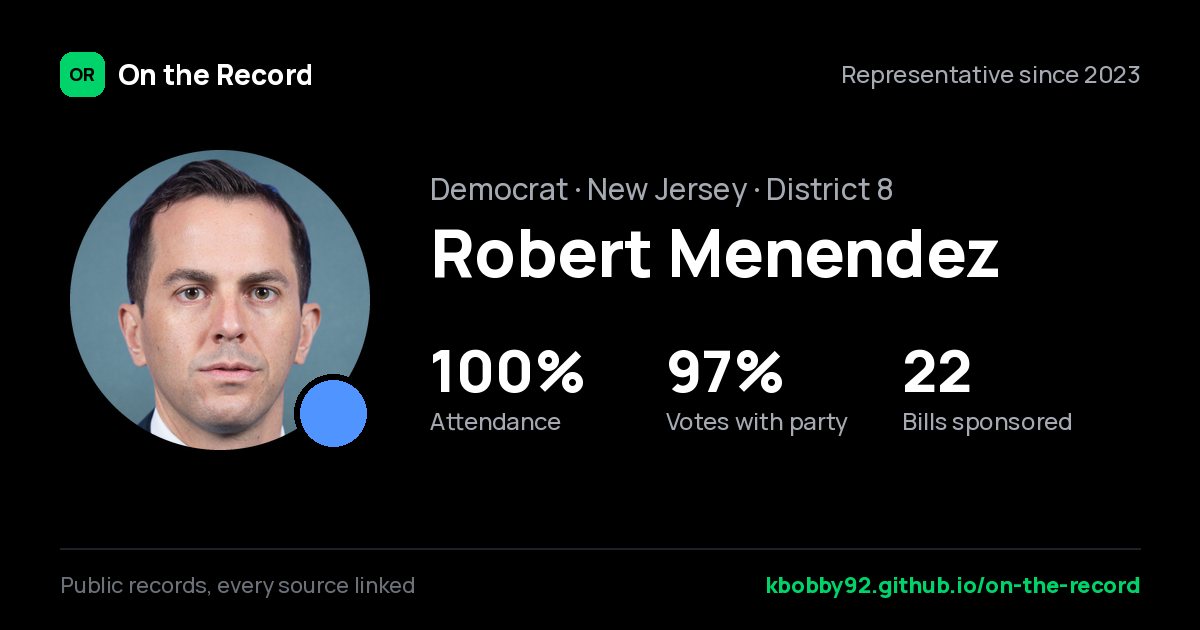 OR On the Record
Representative since 2023
Democrat · New Jersey · District 8
Robert Menendez
100% 97% 22
Attendance Votes with party Bills sponsored
Public records, every source linked
kbobby92.github.io/on-the-record